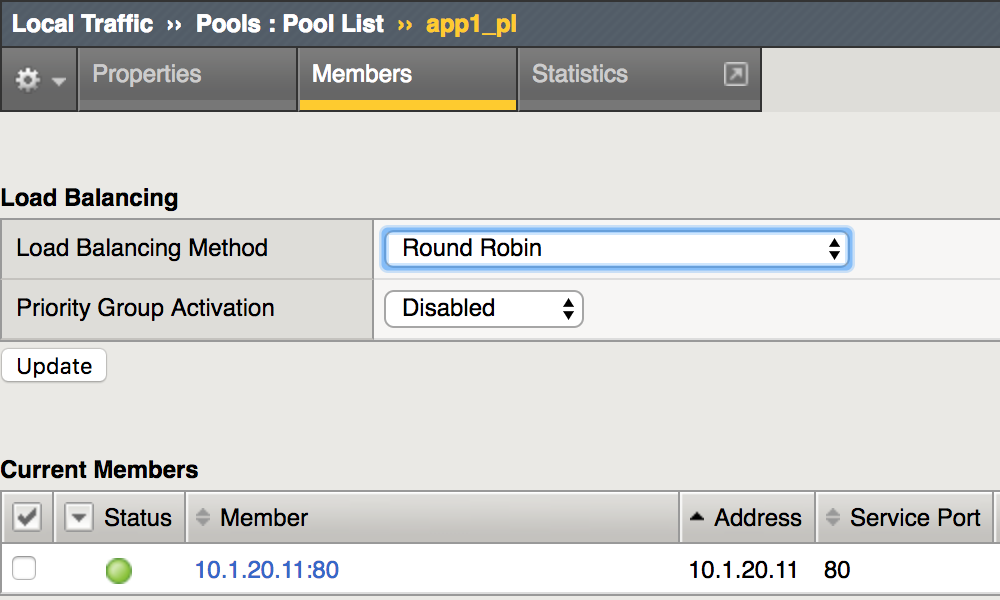 Local Traffic ›› Pools : Pool List ›› app1_pl
Properties Members Statistics
Load Balancing
Load Balancing Method Round Robin
Priority Group Activation Disabled
Update
Current Members
Status Member Address Service Port
10.1.20.11:80 10.1.20.11 80